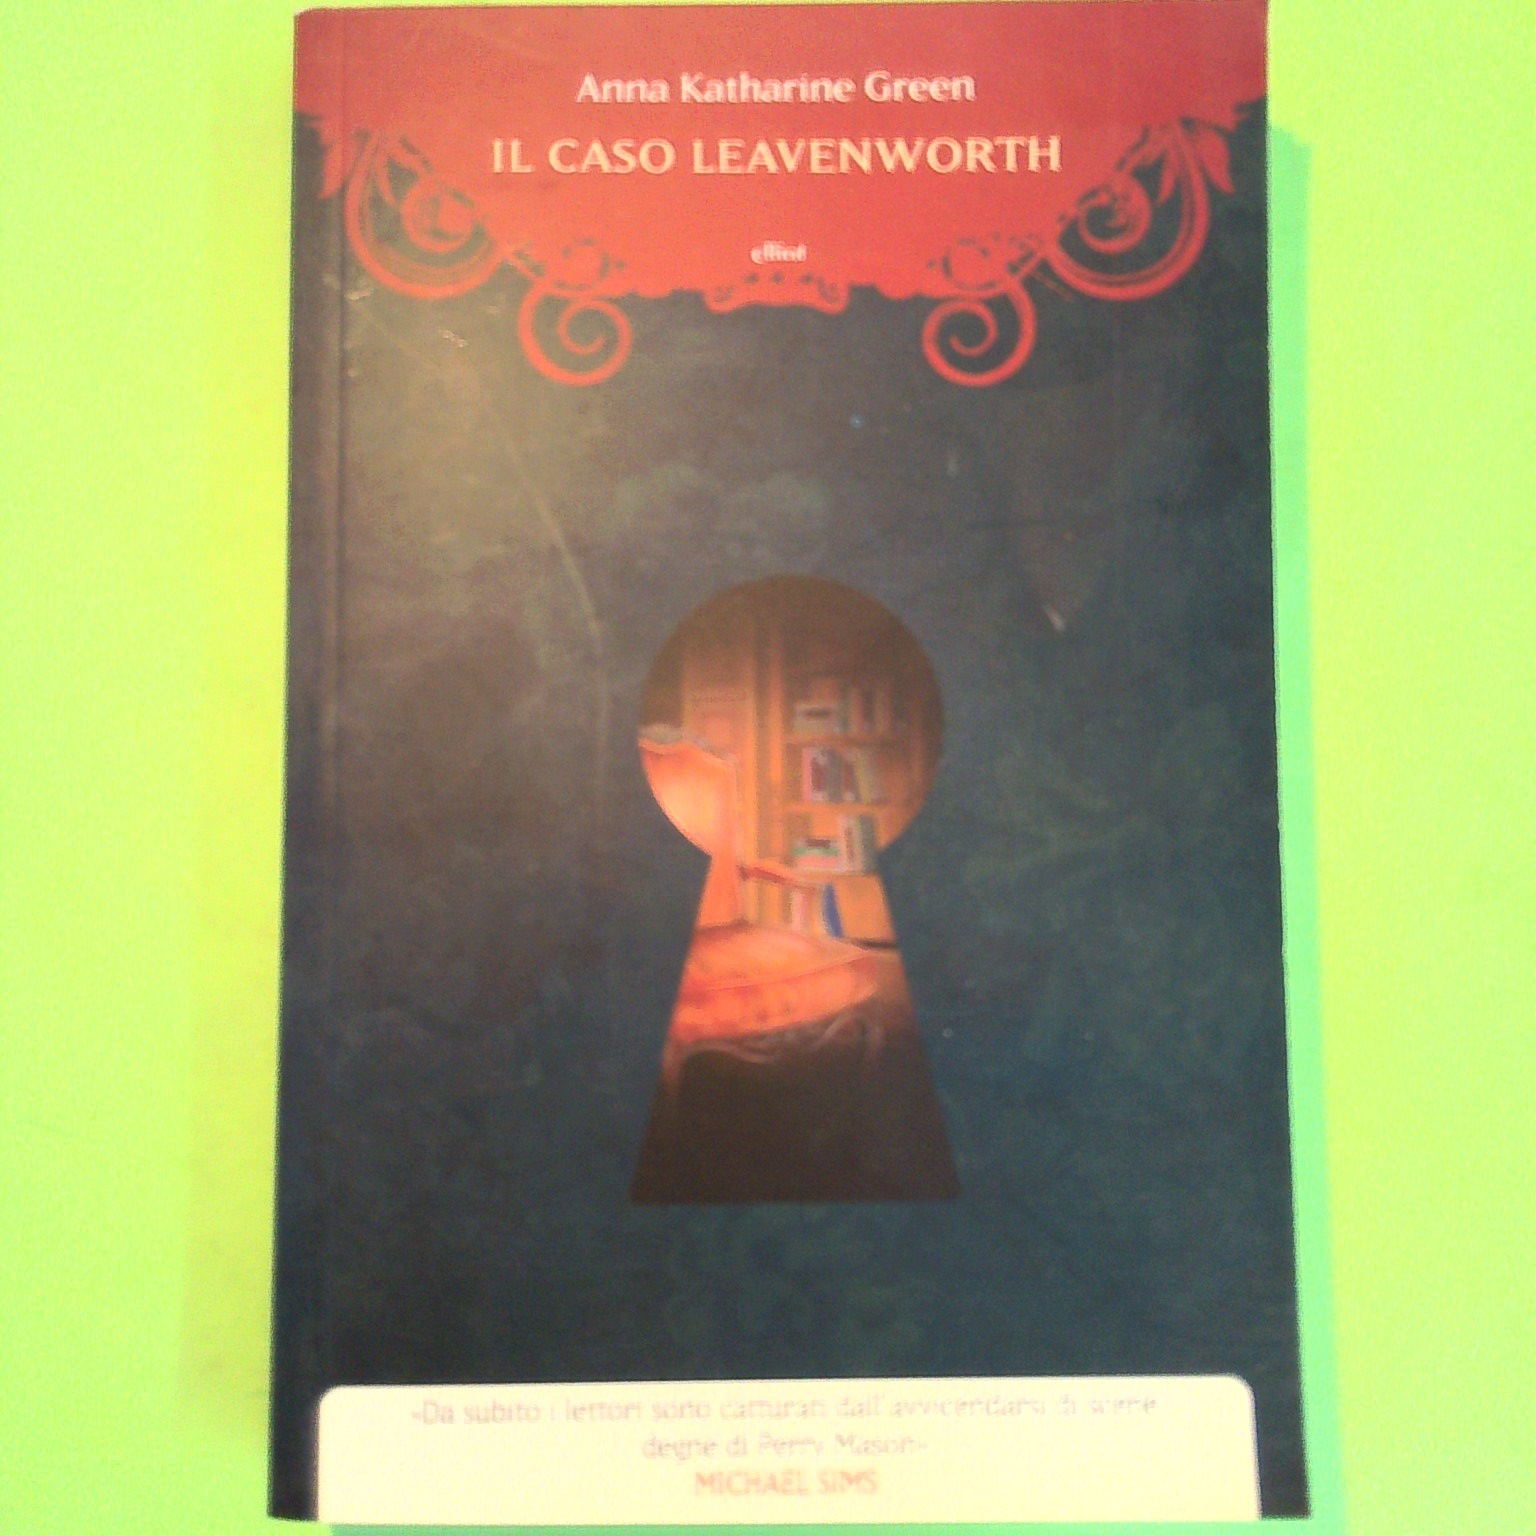 Anna Katharine Green
IL CASO LEAVENWORTH
elliot
«Da subito i lettori sono catturati dall'avvicendarsi di scene
degne di Perry Mason»
MICHAEL SIMS